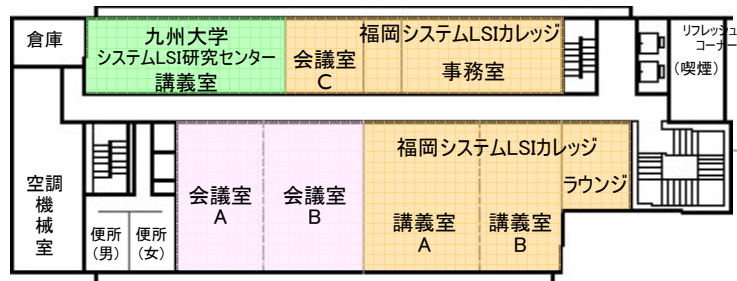 倉庫
九州大学
システムLSI研究センター
講義室
会議室
C
福岡システムLSIカレッジ
事務室
リフレッシュ
コーナー
(喫煙)
空調
機
械
室
便所
(男)
便所
(女)
会議室
A
会議室
B
福岡システムLSIカレッジ
講義室
A
講義室
B
ラウンジ